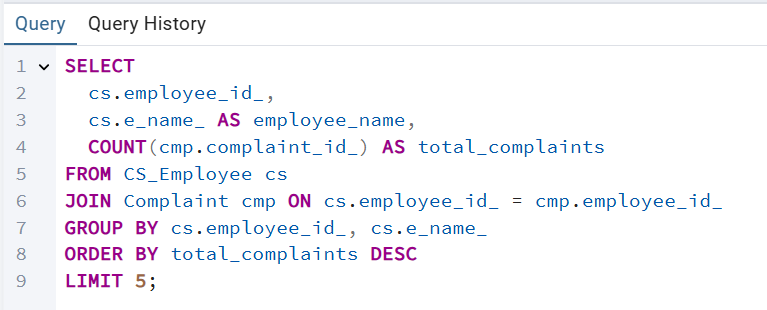 Query Query History
1 SELECT
2 cs.employee_id_,
3 cs.e_name_ AS employee_name,
4 COUNT(cmp.complaint_id_) AS total_complaints
5 FROM CS_Employee cs
6 JOIN Complaint cmp ON cs.employee_id_ = cmp.employee_id_
7 GROUP BY cs.employee_id_, cs.e_name_
8 ORDER BY total_complaints DESC
9 LIMIT 5;